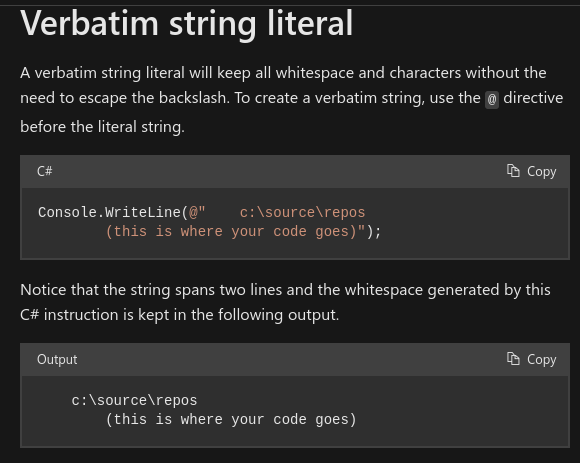 Verbatim string literal
A verbatim string literal will keep all whitespace and characters without the
need to escape the backslash. To create a verbatim string, use the @ directive
before the literal string.
C# Copy
Console.WriteLine(@"    c:\source\repos
        (this is where your code goes)");
Notice that the string spans two lines and the whitespace generated by this
C# instruction is kept in the following output.
Output Copy
    c:\source\repos
        (this is where your code goes)